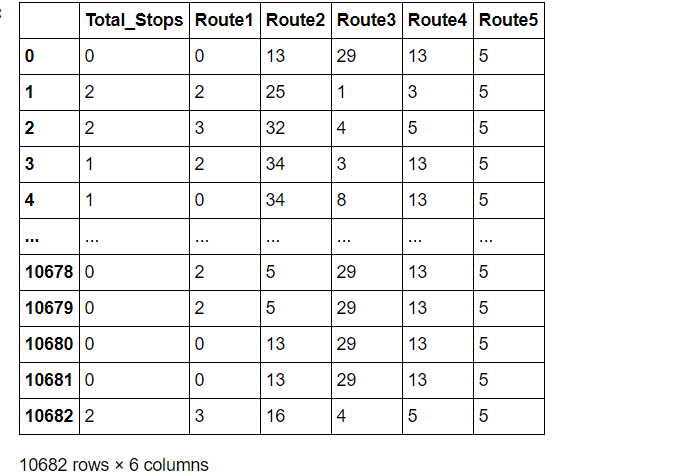 Total_Stops Route1 Route2 Route3 Route4 Route5
0 0 0 13 29 13 5
1 2 2 25 1 3 5
2 2 3 32 4 5 5
3 1 2 34 3 13 5
4 1 0 34 8 13 5
... ... ... ... ... ... ...
10678 0 2 5 29 13 5
10679 0 2 5 29 13 5
10680 0 0 13 29 13 5
10681 0 0 13 29 13 5
10682 2 3 16 4 5 5
10682 rows × 6 columns